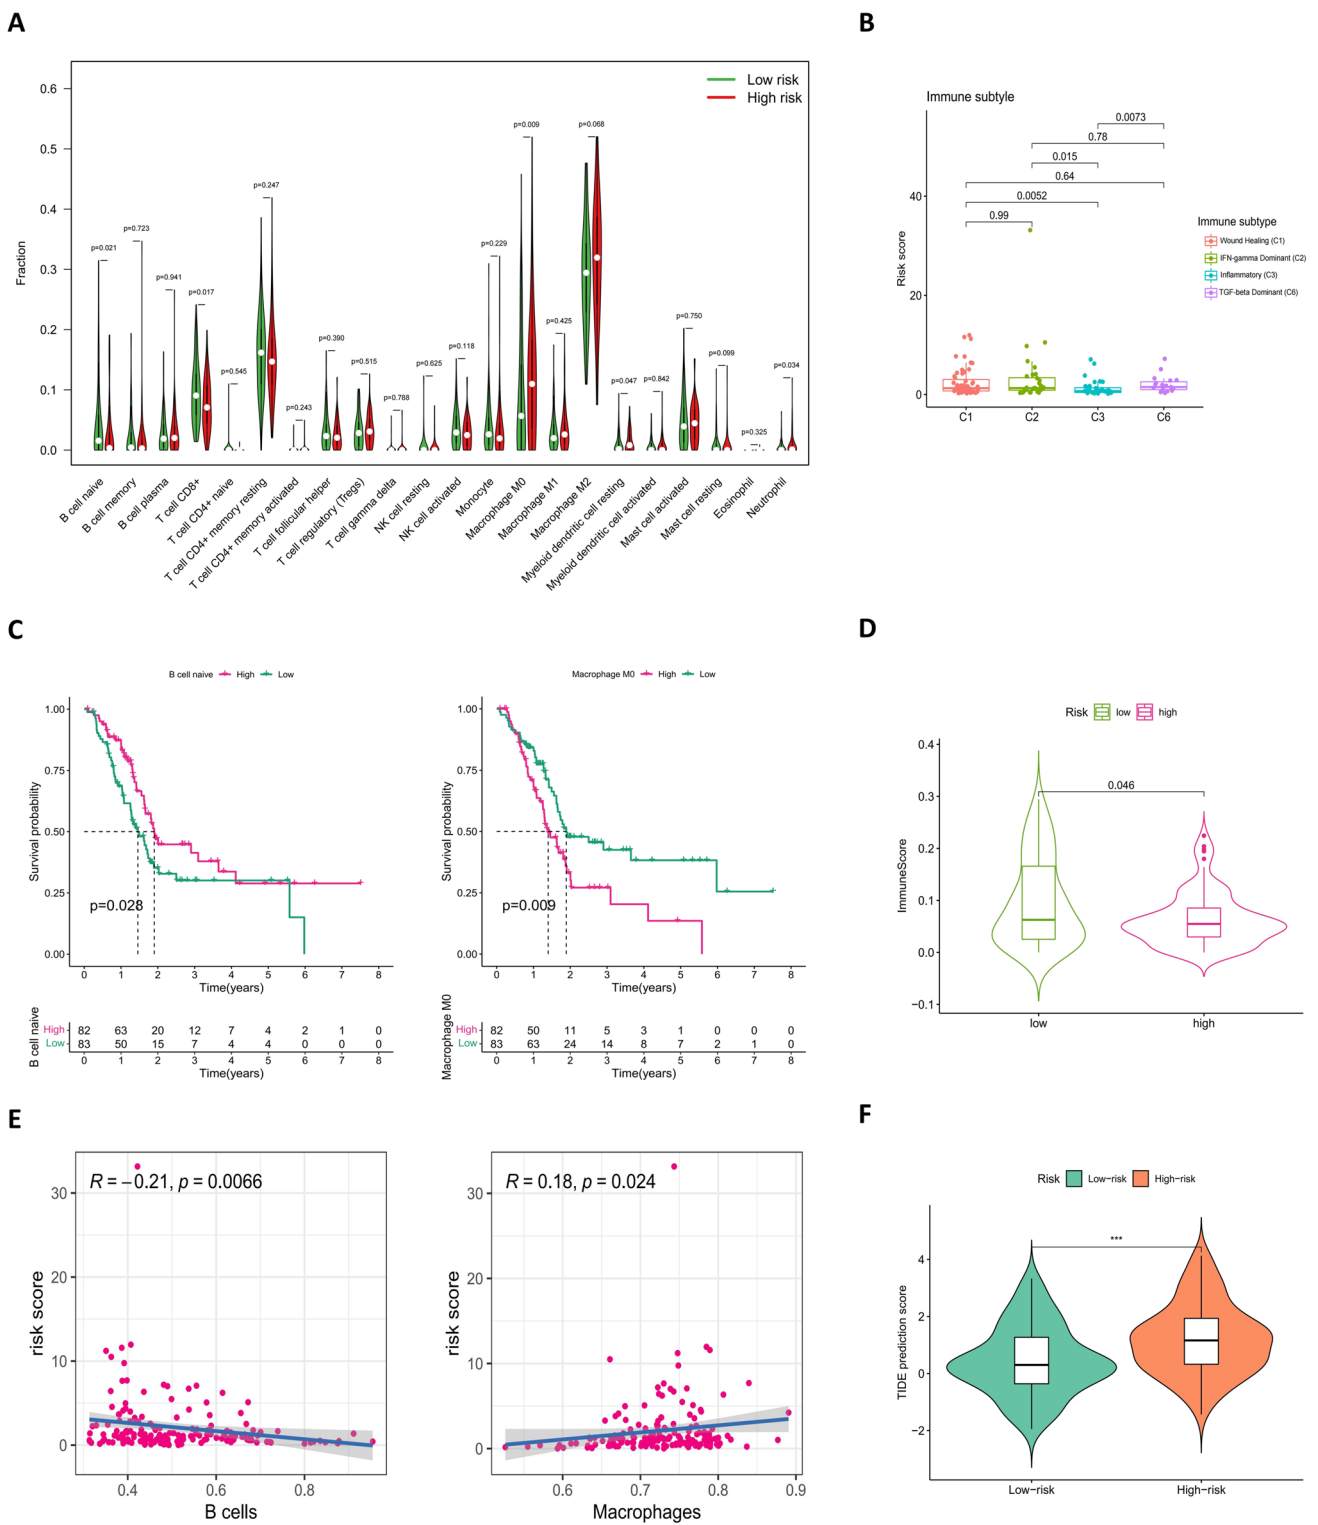 A
Low risk
High risk
Fraction
0.6
0.5
0.4
0.3
0.2
0.1
0.0
p=0.021
p=0.723
p=0.941
p=0.017
p=0.545
p=0.247
p=0.243
p=0.390
p=0.515
p=0.788
p=0.625
p=0.118
p=0.229
p=0.009
p=0.425
p=0.068
p=0.047
p=0.842
p=0.750
p=0.099
p=0.325
p=0.034
B cell naive
B cell memory
B cell plasma
T cell CD8+
T cell CD4+ naive
T cell CD4+ memory resting
T cell CD4+ memory activated
T cell follicular helper
T cell regulatory (Tregs)
T cell gamma delta
NK cell resting
NK cell activated
Monocyte
Macrophage M0
Macrophage M1
Macrophage M2
Myeloid dendritic cell resting
Myeloid dendritic cell activated
Mast cell activated
Mast cell resting
Eosinophil
Neutrophil
B
Immune subtyle
0.0073
0.78
0.015
0.64
0.0052
0.99
Risk score
40
20
0
C1 C2 C3 C6
Immune subtype
Wound Healing (C1)
IFN-gamma Dominant (C2)
Inflammatory (C3)
TGF-beta Dominant (C6)
C
B cell naive High Low
Survival probability
1.00
0.75
0.50
0.25
0.00
p=0.028
0 1 2 3 4 5 6 7 8
Time(years)
B cell naive
High 82 63 20 12 7 4 2 1 0
Low 83 50 15 7 4 4 0 0 0
0 1 2 3 4 5 6 7 8
Time(years)
Macrophage M0 High Low
Survival probability
1.00
0.75
0.50
0.25
0.00
p=0.009
0 1 2 3 4 5 6 7 8
Time(years)
Macrophage M0
High 82 50 11 5 3 1 0 0 0
Low 83 63 24 14 8 7 2 1 0
0 1 2 3 4 5 6 7 8
Time(years)
D
Risk low high
ImmuneScore
0.4
0.3
0.2
0.1
0.0
−0.1
0.046
low high
E
R = −0.21, p = 0.0066
risk score
30
20
10
0
0.4 0.6 0.8
B cells
R = 0.18, p = 0.024
risk score
30
20
10
0
0.6 0.7 0.8 0.9
Macrophages
F
Risk Low−risk High−risk
TIDE prediction score
4
2
0
−2
***
Low−risk High−risk